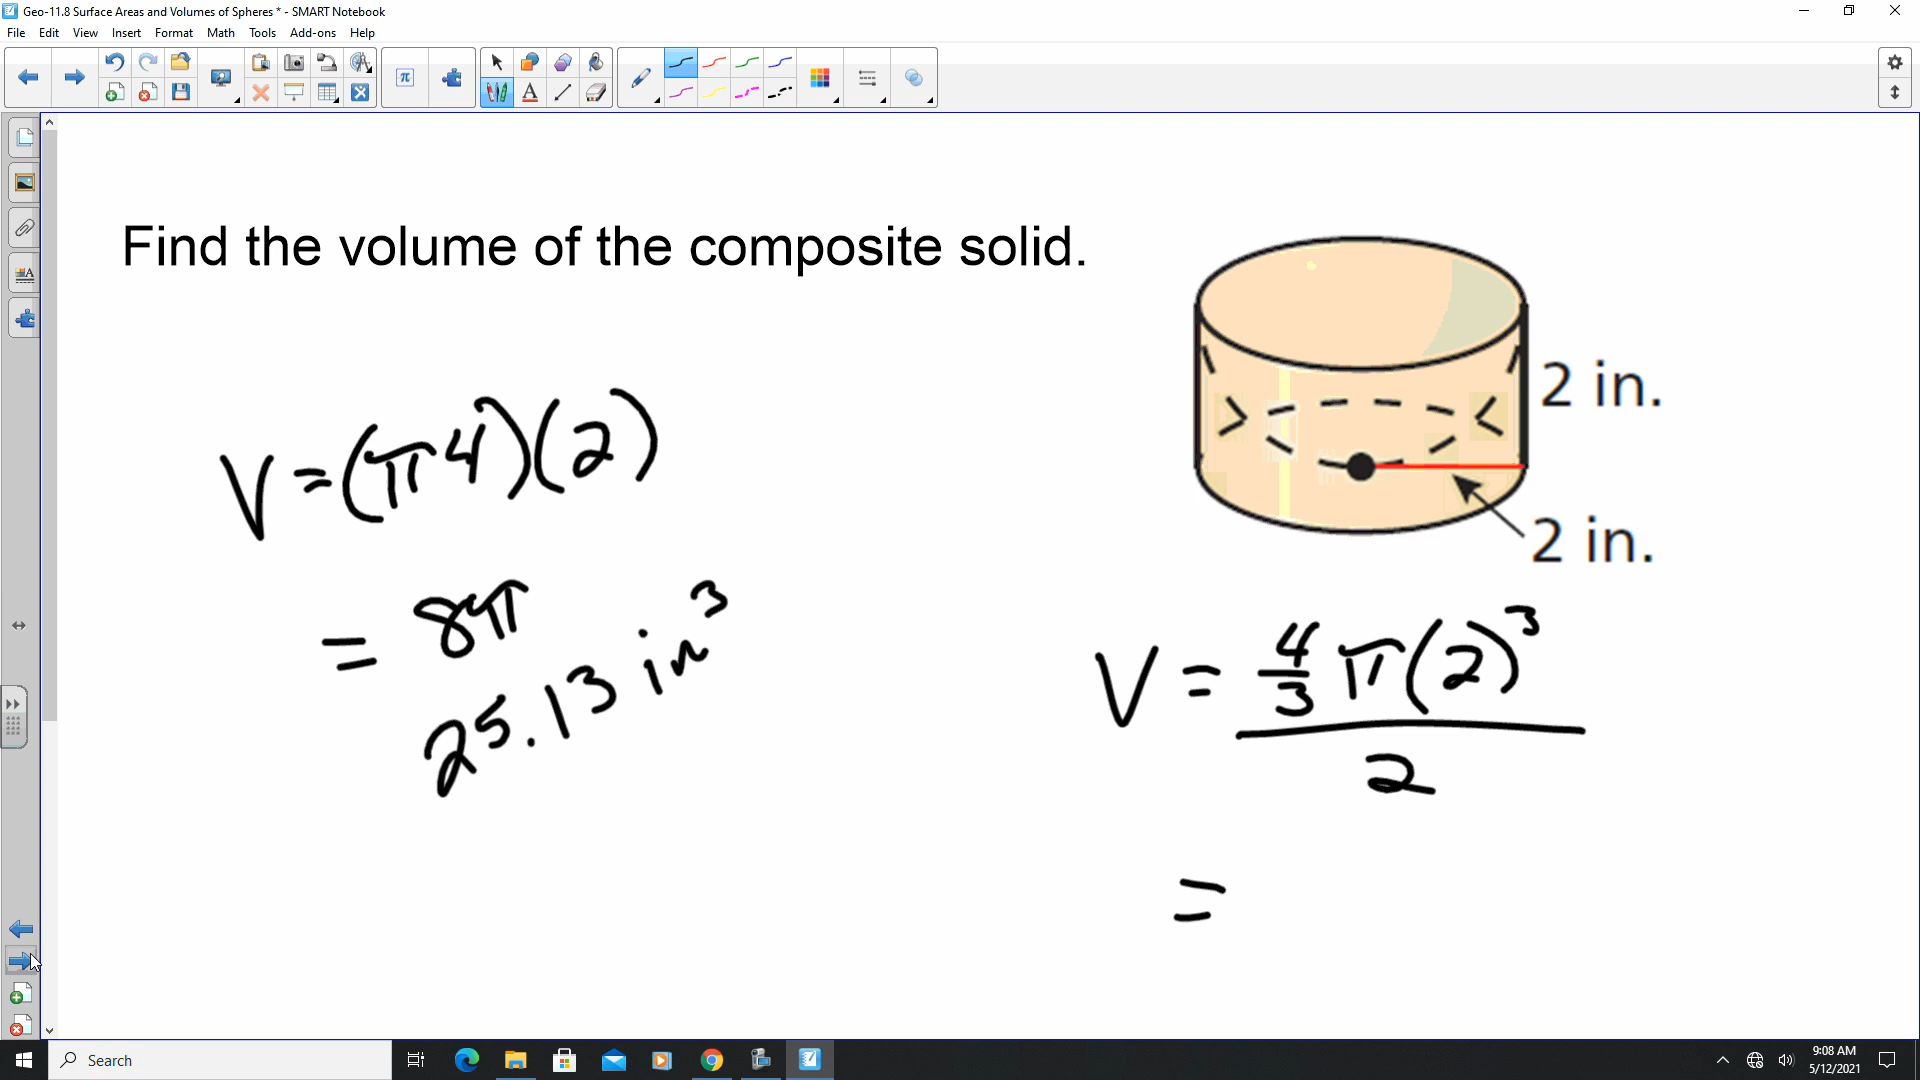 Geo-11.8 Surface Areas and Volumes of Spheres * - SMART Notebook
File Edit View Insert Format Math Tools Add-ons Help
Find the volume of the composite solid.
2 in.
2 in.
V = (π4)(2)
= 8π
25.13 in³
V = 4/3 π(2)³
2
=
Search
9:08 AM
5/12/2021